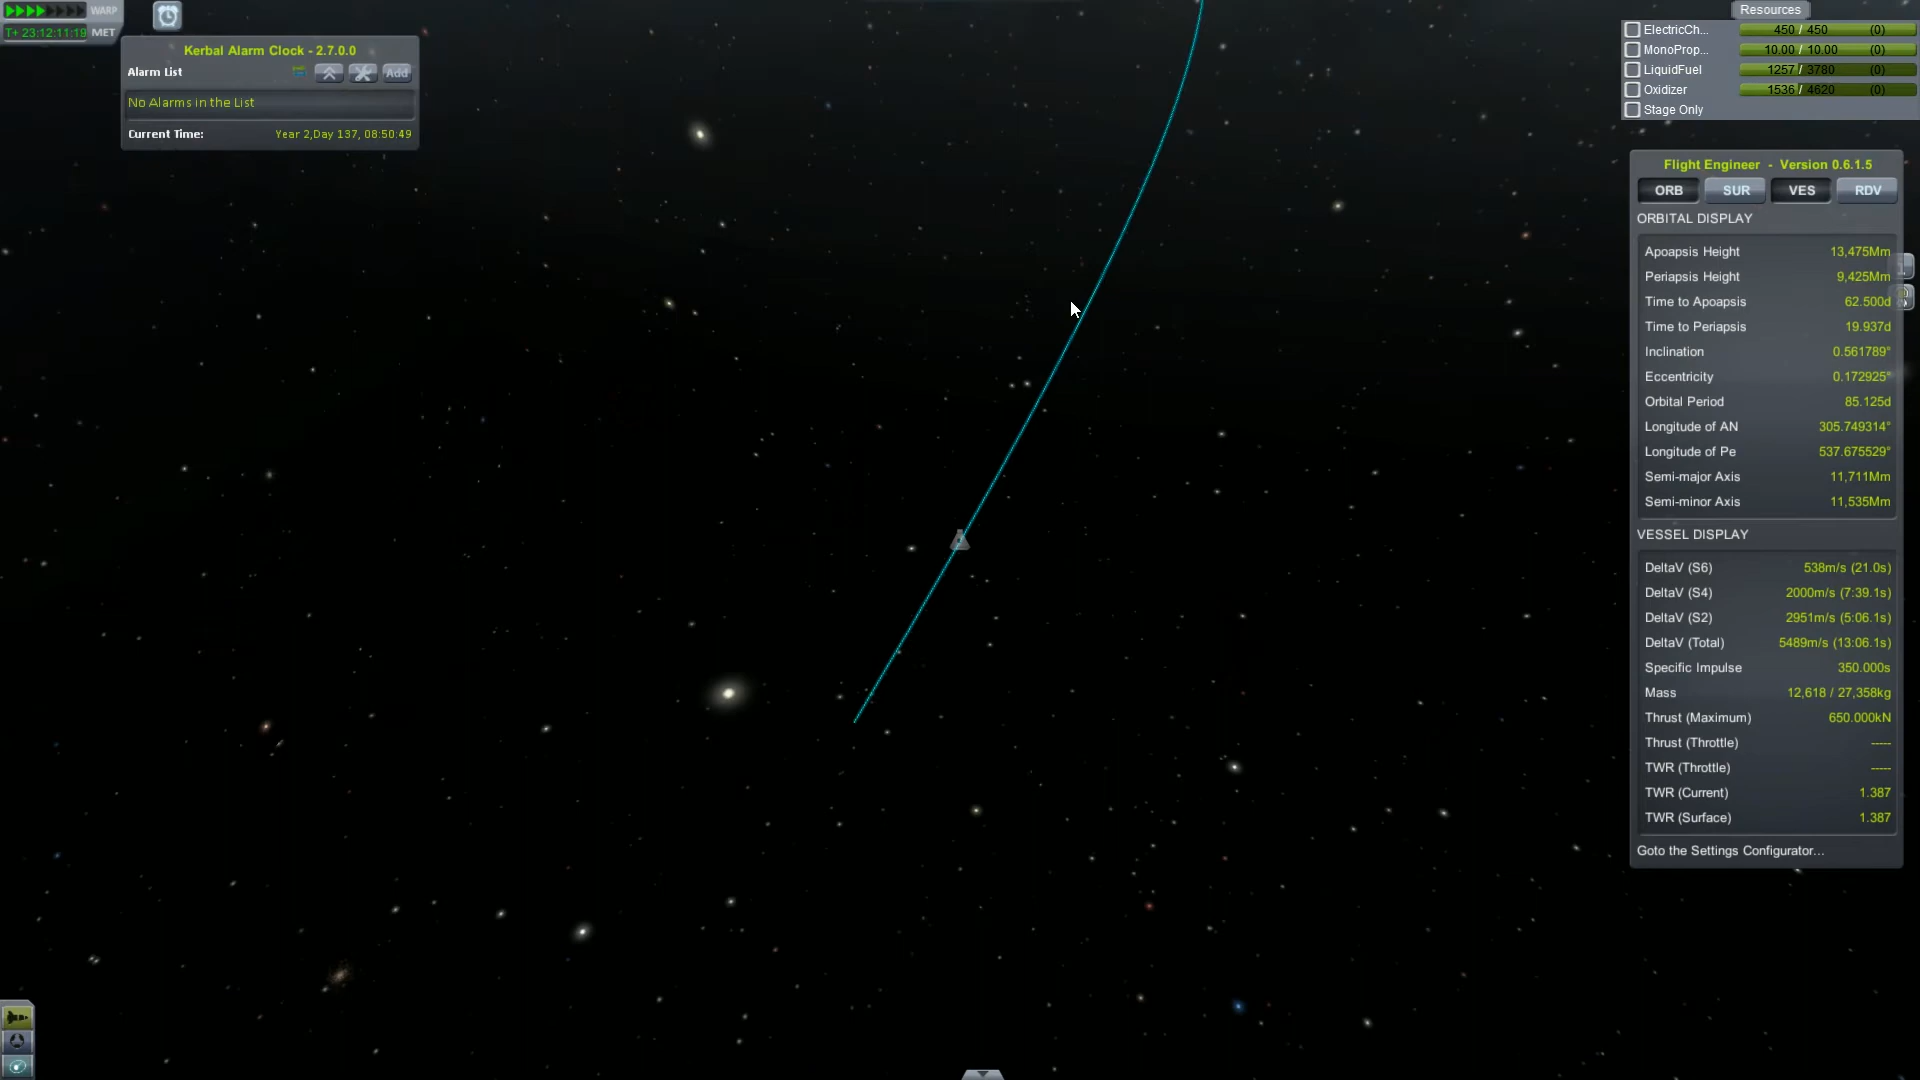 WARP
T+ 23:12:11:19 MET
Kerbal Alarm Clock - 2.7.0.0
Alarm List
Add
No Alarms in the List
Current Time: Year 2,Day 137, 08:50:49
Resources
ElectricCh... 450 / 450 (0)
MonoProp... 10.00 / 10.00 (0)
LiquidFuel 1257 / 3780 (0)
Oxidizer 1536 / 4620 (0)
Stage Only
Flight Engineer - Version 0.6.1.5
ORB SUR VES RDV
ORBITAL DISPLAY
Apoapsis Height 13,475Mm
Periapsis Height 9,425Mm
Time to Apoapsis 62.500d
Time to Periapsis 19.937d
Inclination 0.561789°
Eccentricity 0.172925°
Orbital Period 85.125d
Longitude of AN 305.749314°
Longitude of Pe 537.675529°
Semi-major Axis 11,711Mm
Semi-minor Axis 11,535Mm
VESSEL DISPLAY
DeltaV (S6) 538m/s (21.0s)
DeltaV (S4) 2000m/s (7:39.1s)
DeltaV (S2) 2951m/s (5:06.1s)
DeltaV (Total) 5489m/s (13:06.1s)
Specific Impulse 350.000s
Mass 12,618 / 27,358kg
Thrust (Maximum) 650.000kN
Thrust (Throttle) -----
TWR (Throttle) -----
TWR (Current) 1.387
TWR (Surface) 1.387
Goto the Settings Configurator...